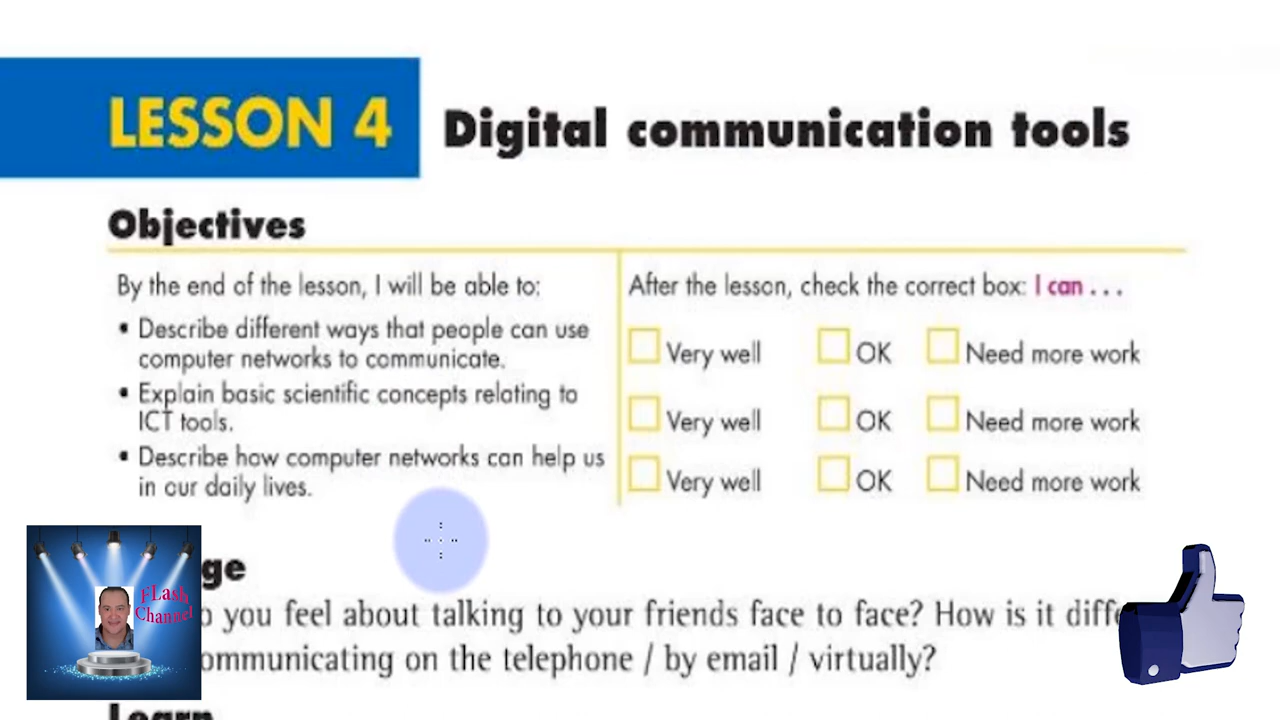 LESSON 4
Digital communication tools
Objectives
By the end of the lesson, I will be able to:
• Describe different ways that people can use
computer networks to communicate.
• Explain basic scientific concepts relating to
ICT tools.
• Describe how computer networks can help us
in our daily lives.
After the lesson, check the correct box: I can . . .
Very well OK Need more work
Very well OK Need more work
Very well OK Need more work
you feel about talking to your friends face to face? How is it
on the telephone / by email / virtually?
Learn
FLash
Channel